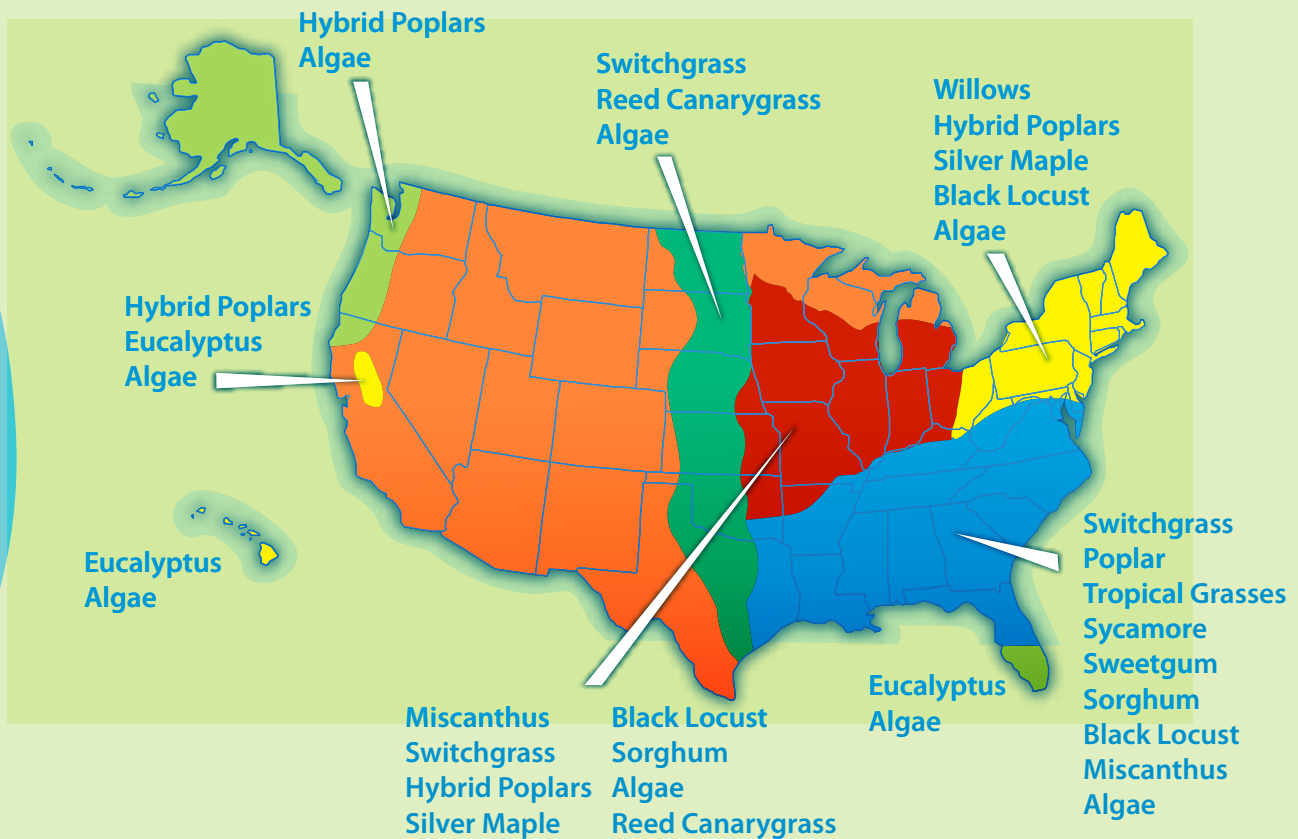 Hybrid Poplars
Algae
Switchgrass
Reed Canarygrass
Algae
Willows
Hybrid Poplars
Silver Maple
Black Locust
Algae
Hybrid Poplars
Eucalyptus
Algae
Eucalyptus
Algae
Switchgrass
Poplar
Tropical Grasses
Sycamore
Sweetgum
Sorghum
Black Locust
Miscanthus
Algae
Eucalyptus
Algae
Miscanthus
Switchgrass
Hybrid Poplars
Silver Maple
Black Locust
Sorghum
Algae
Reed Canarygrass